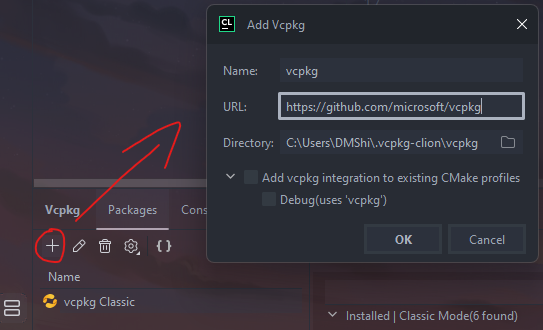 CL
Add Vcpkg
Name:
vcpkg
URL:
https://github.com/microsoft/vcpkg
Directory:
C:\Users\DMShi\.vcpkg-clion\vcpkg
Add vcpkg integration to existing CMake profiles
Debug(uses 'vcpkg')
OK
Cancel
Vcpkg
Packages
Cons
Name
vcpkg Classic
Installed | Classic Mode(6 found)